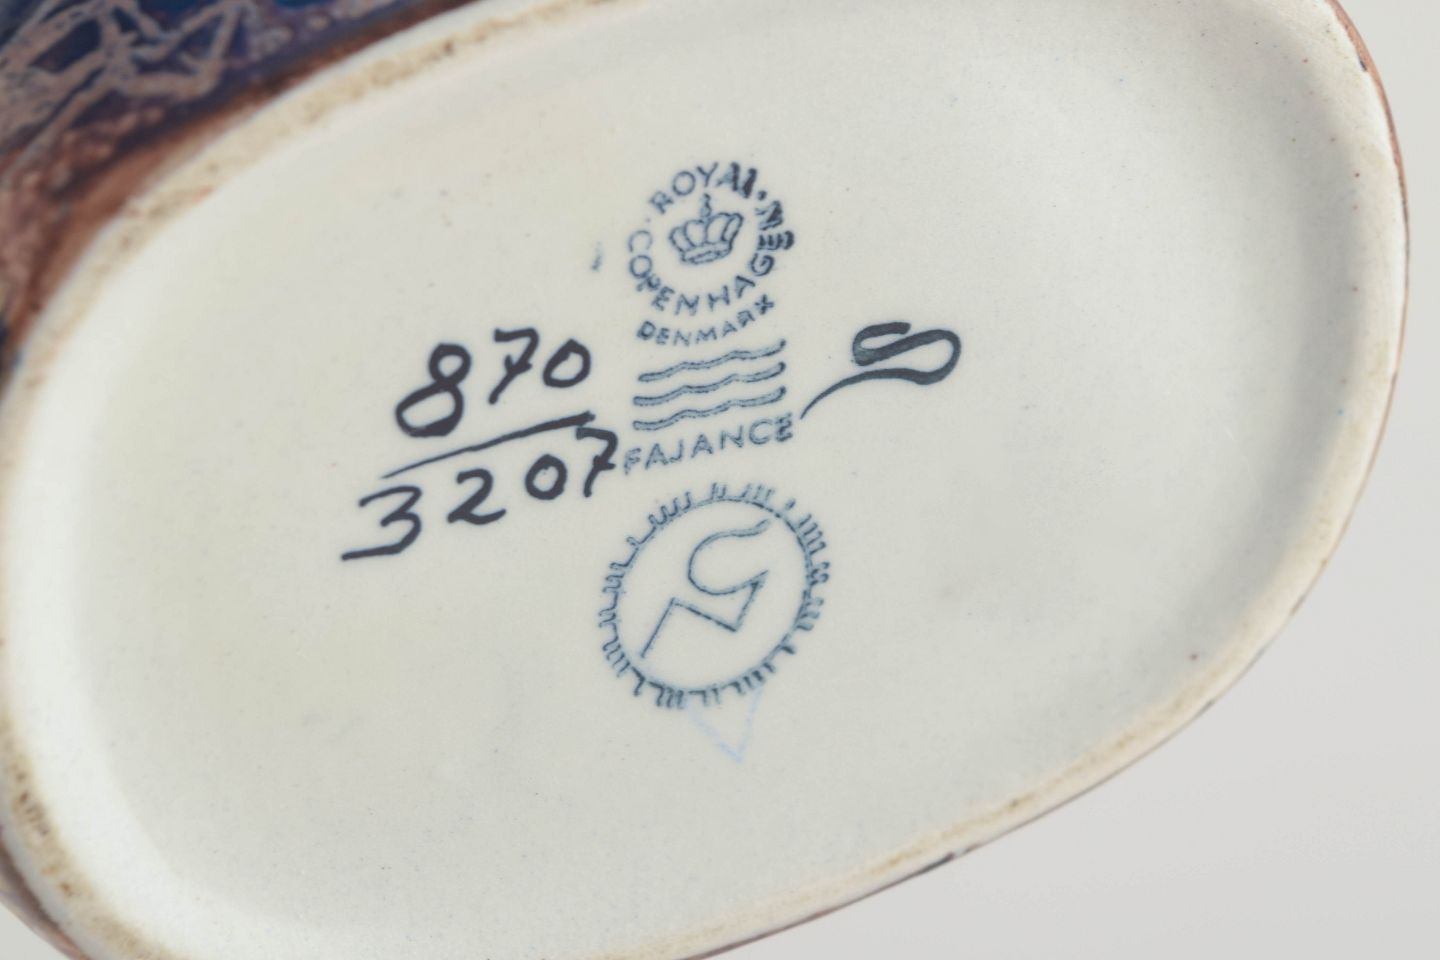 ROYAL
COPENHAGEN
DENMARK
FAJANCE
870
3207